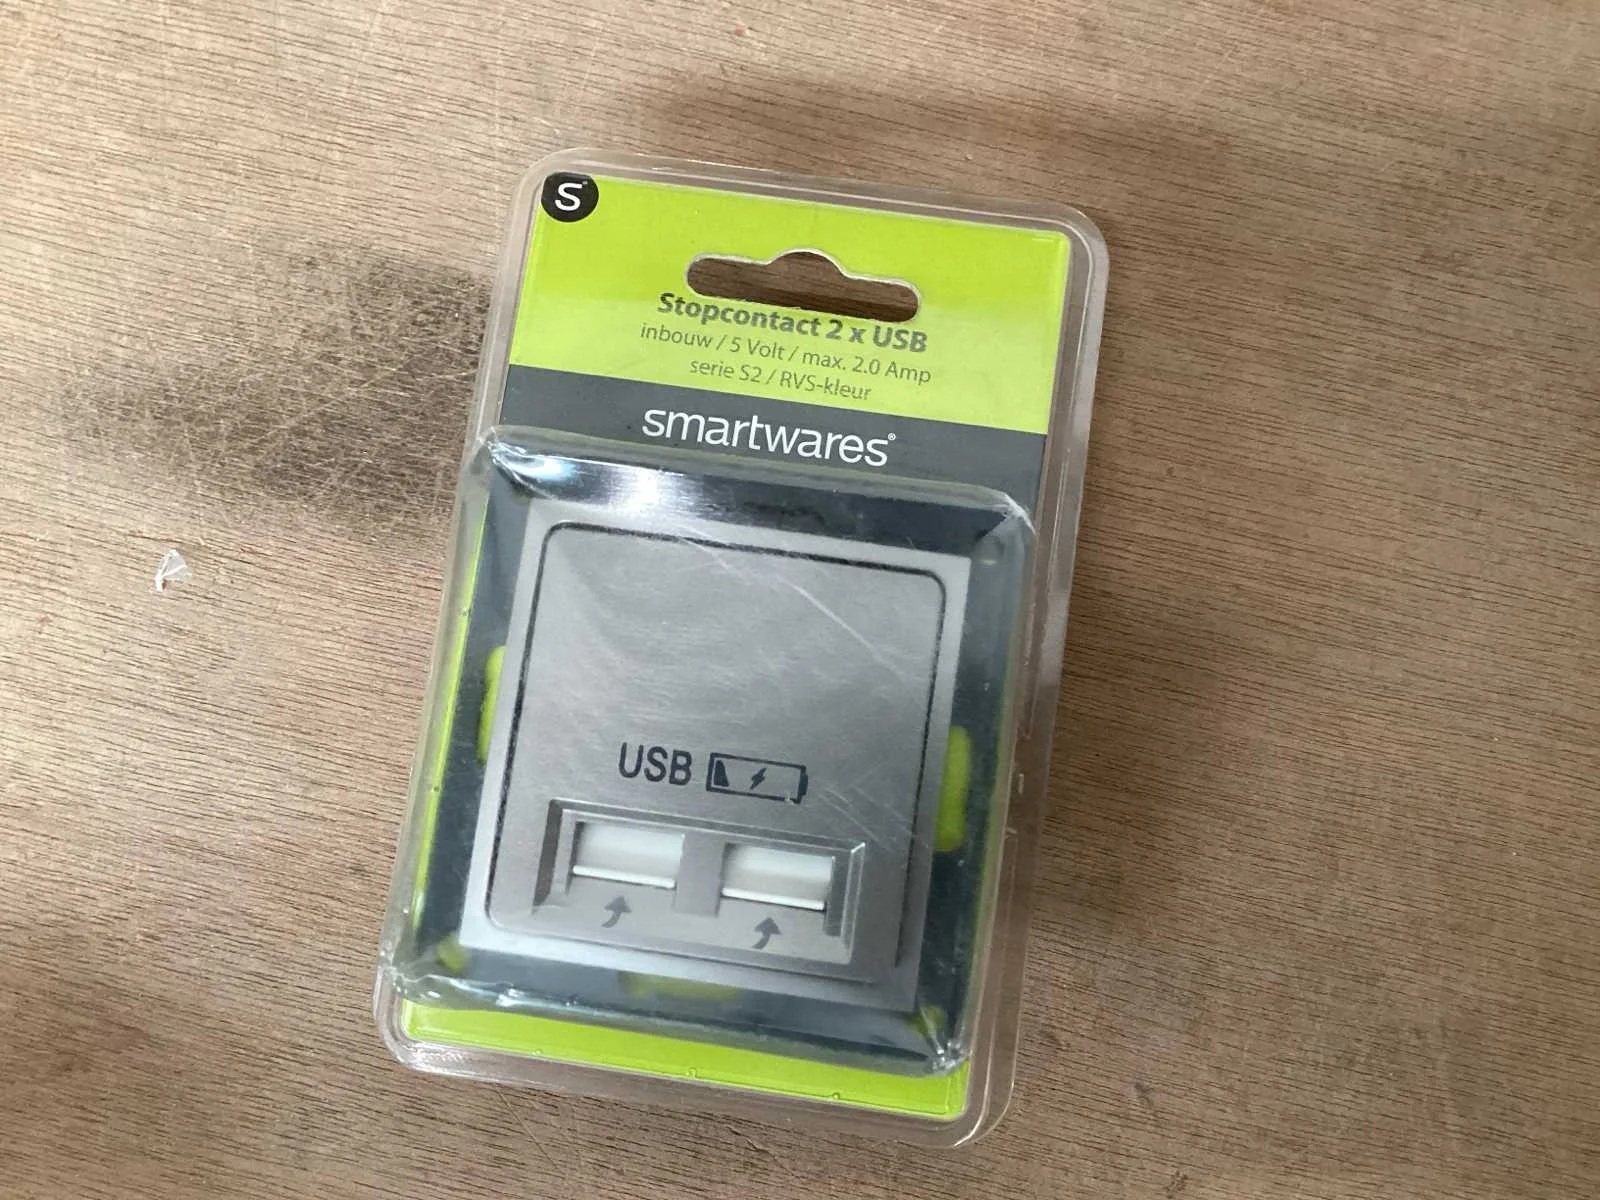 S
Stopcontact 2 x USB
inbouw / 5 Volt / max. 2.0 Amp
serie S2 / RVS-kleur
smartwares®
USB